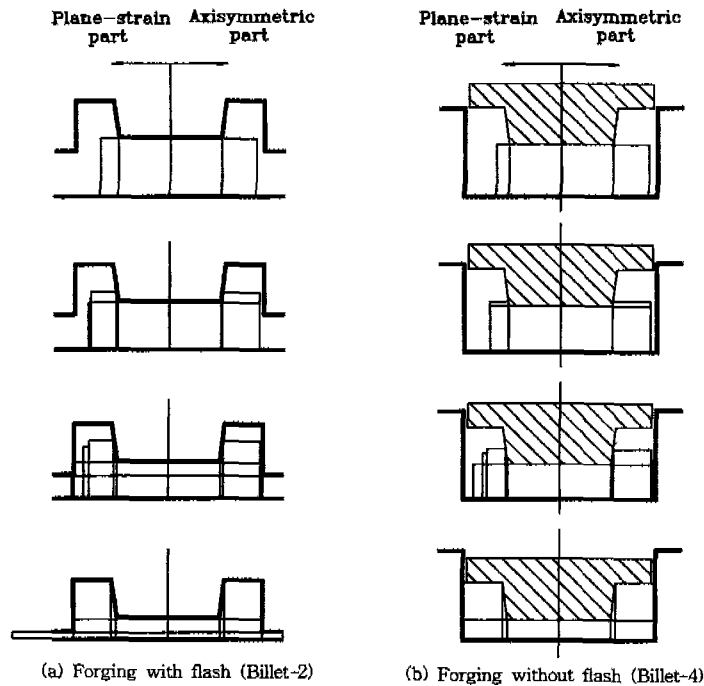 Plane-strain part
Axisymmetric part
Plane-strain part
Axisymmetric part
(a) Forging with flash (Billet-2)
(b) Forging without flash (Billet-4)